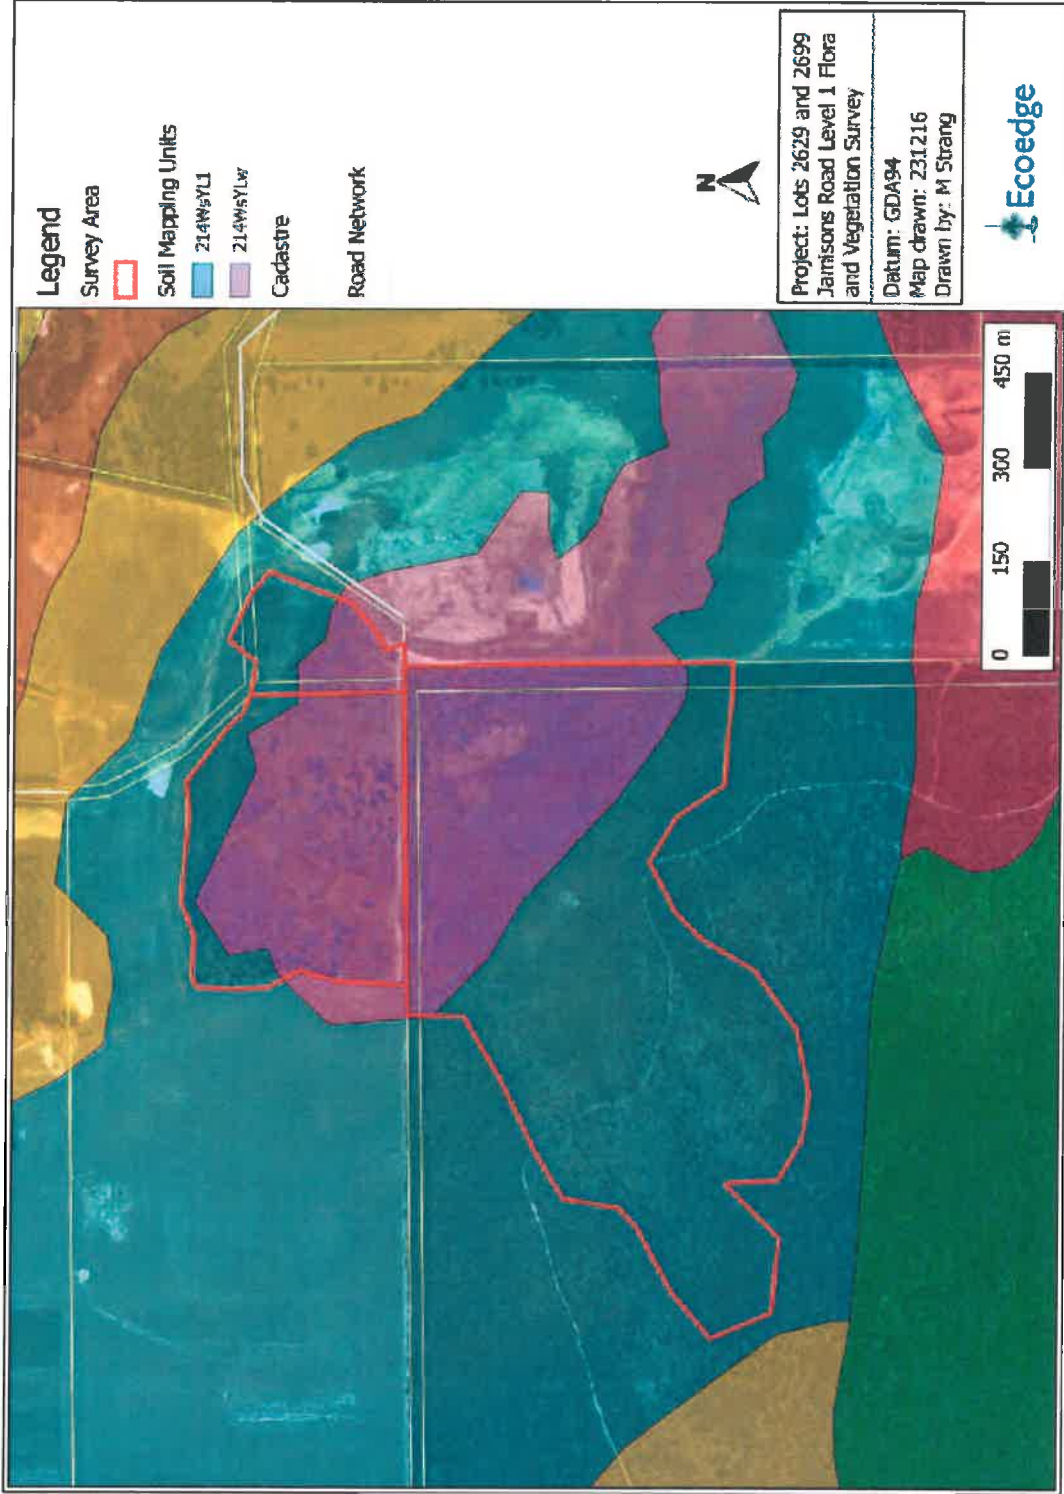 Legend
Survey Area
Soil Mapping Units
214WsYL1
214WsYLw
Cadastre
Road Network
N
Project: Lots 2629 and 2699
Jamisons Road Level 1 Flora
and Vegetation Survey
Datum: GDA94
Map drawn: 231216
Drawn by: M Strang
Ecoedge
0 150 300 450 m